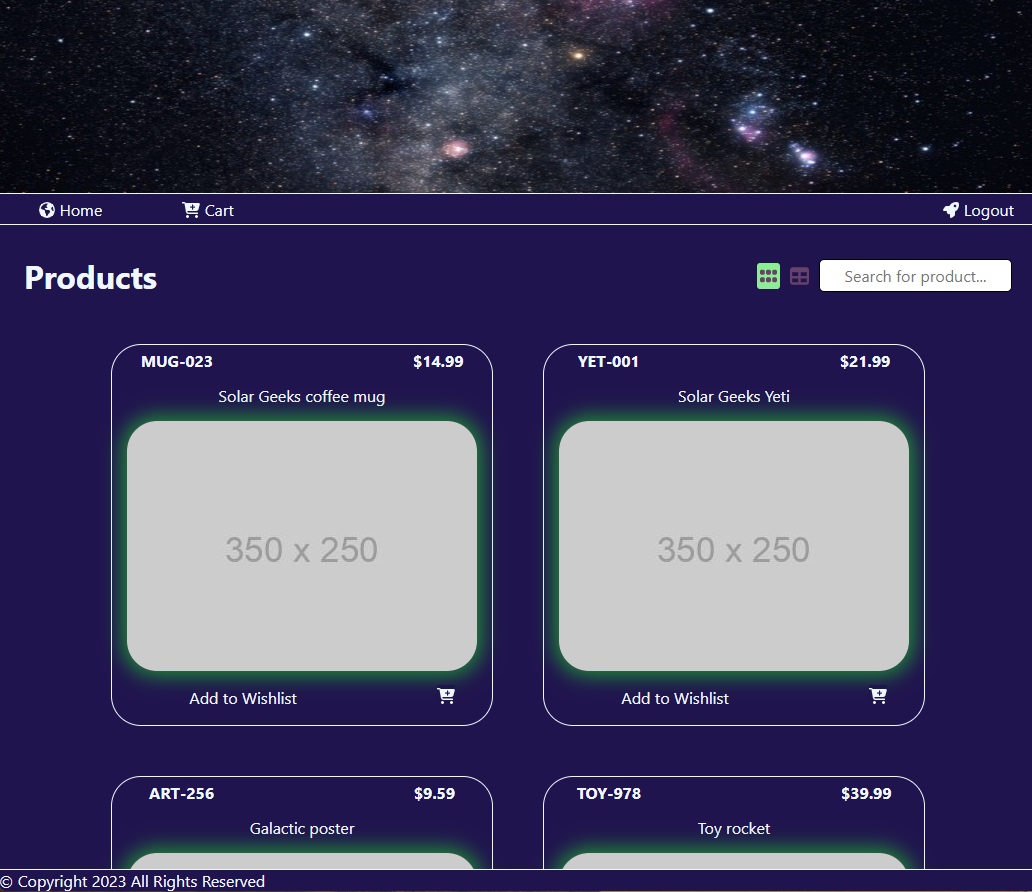 Home Cart Logout
Products
Search for product...
MUG-023 $14.99
Solar Geeks coffee mug
350 x 250
Add to Wishlist
YET-001 $21.99
Solar Geeks Yeti
350 x 250
Add to Wishlist
ART-256 $9.59
Galactic poster
TOY-978 $39.99
Toy rocket
© Copyright 2023 All Rights Reserved